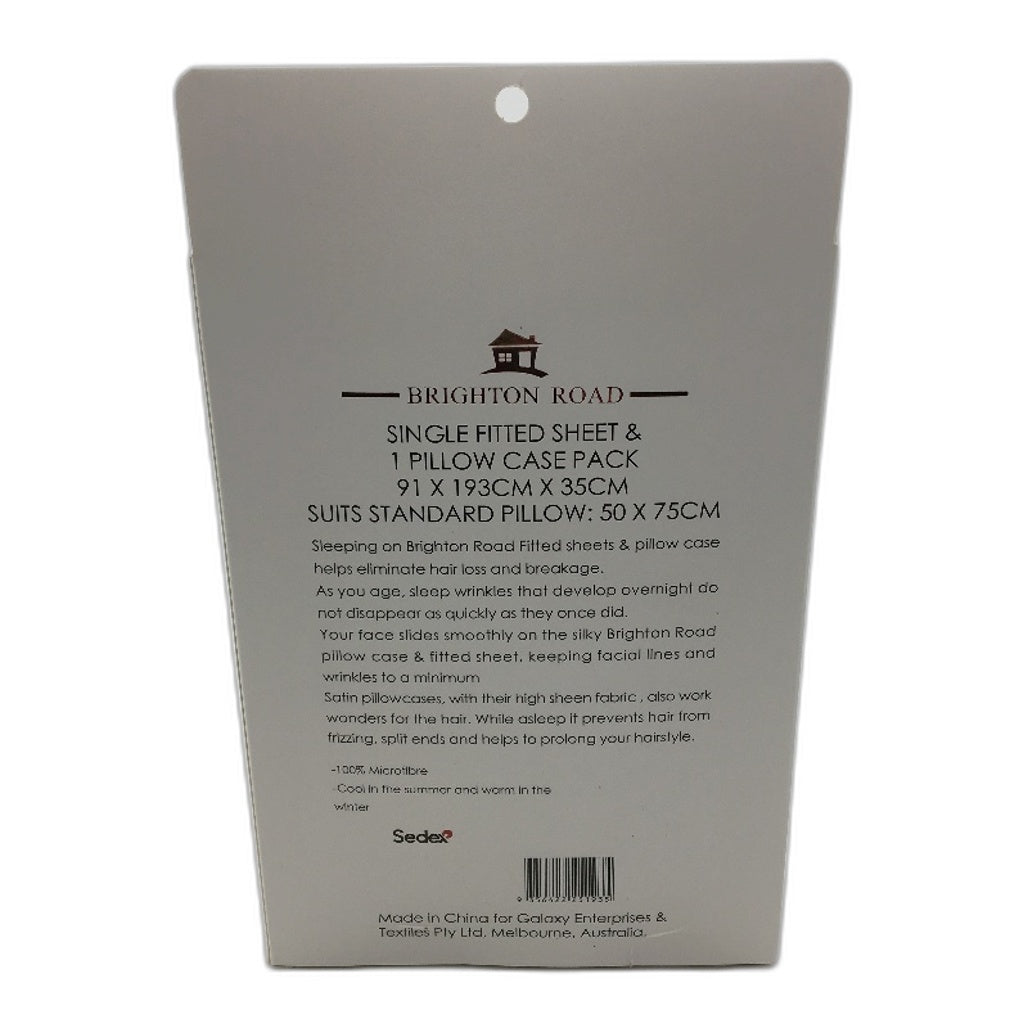 BRIGHTON ROAD
SINGLE FITTED SHEET &
1 PILLOW CASE PACK
91 X 193CM X 35CM
SUITS STANDARD PILLOW: 50 X 75CM
Sleeping on Brighton Road Fitted sheets & pillow case
helps eliminate hair loss and breakage.
As you age, sleep wrinkles that develop overnight do
not disappear as quickly as they once did.
Your face slides smoothly on the silky Brighton Road
pillow case & fitted sheet, keeping facial lines and
wrinkles to a minimum
Satin pillowcases, with their high sheen fabric , also work
wonders for the hair. While asleep it prevents hair from
frizzing, split ends and helps to prolong your hairstyle.
-100% Microfibre
-Cool in the summer and warm in the
winter
Sedex
Made in China for Galaxy Enterprises &
Textiles Pty Ltd. Melbourne, Australia.